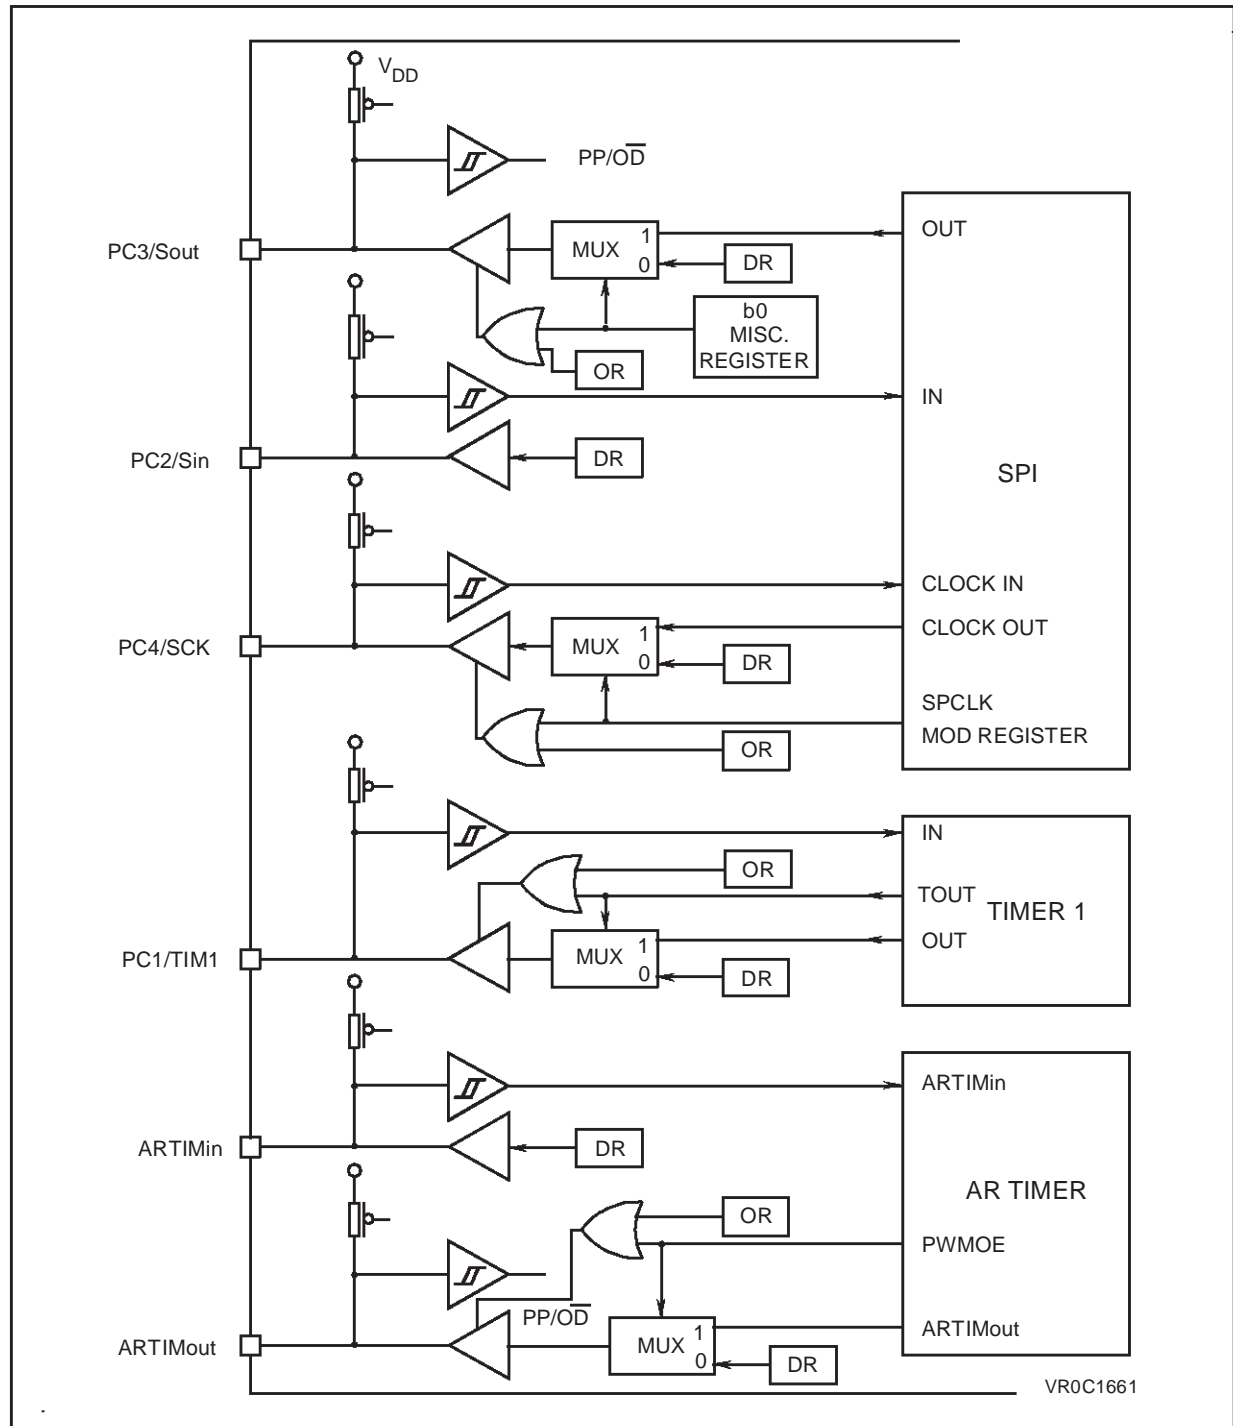 VDD
PP/OD
PC3/Sout
MUX
1
0
OUT
DR
b0
MISC.
REGISTER
OR
IN
PC2/Sin
DR
SPI
CLOCK IN
CLOCK OUT
PC4/SCK
MUX
1
0
DR
SPCLK
MOD REGISTER
OR
IN
OR
TOUT
TIMER 1
PC1/TIM1
MUX
1
0
OUT
DR
ARTIMin
ARTIMin
DR
AR TIMER
OR
PWMOE
PP/OD
ARTIMout
MUX
1
0
ARTIMout
DR
VR0C1661